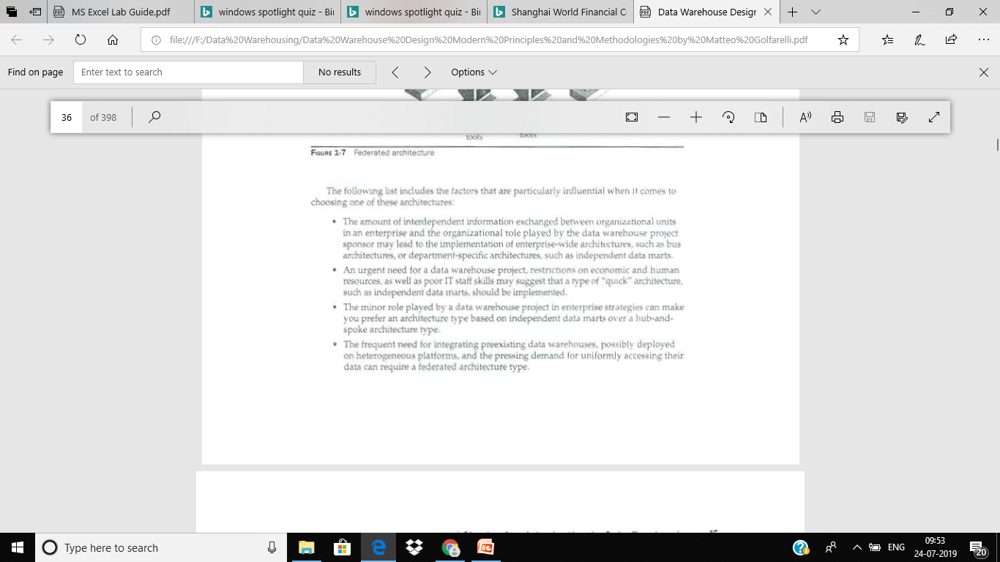 MS Excel Lab Guide.pdf
windows spotlight quiz - Bi
windows spotlight quiz - Bi
Shanghai World Financial C
Data Warehouse Design
file:///F:/Data%20Warehousing/Data%20Warehouse%20Design%20Modern%20Principles%20and%20Methodologies%20by%20Matteo%20Golfarelli.pdf
Find on page
Enter text to search
No results
Options
36
of 398
tools
tools
FIGURE 1-7 Federated architecture
The following list includes the factors that are particularly influential when it comes to
choosing one of these architectures:
• The amount of interdependent information exchanged between organizational units
in an enterprise and the organizational role played by the data warehouse project
sponsor may lead to the implementation of enterprise-wide architectures, such as bus
architectures, or department-specific architectures, such as independent data marts.
• An urgent need for a data warehouse project, restrictions on economic and human
resources, as well as poor IT staff skills may suggest that a type of "quick" architecture,
such as independent data marts, should be implemented.
• The minor role played by a data warehouse project in enterprise strategies can make
you prefer an architecture type based on independent data marts over a hub-and-
spoke architecture type.
• The frequent need for integrating preexisting data warehouses, possibly deployed
on heterogeneous platforms, and the pressing demand for uniformly accessing their
data can require a federated architecture type.
Type here to search
ENG
09:53
24-07-2019
20